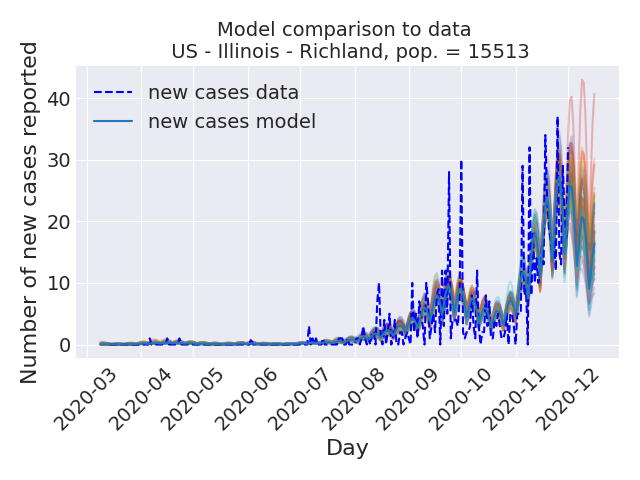 Model comparison to data
US - Illinois - Richland, pop. = 15513
Number of new cases reported
40
30
20
10
0
new cases data
new cases model
2020-03
2020-04
2020-05
2020-06
2020-07
2020-08
2020-09
2020-10
2020-11
2020-12
Day